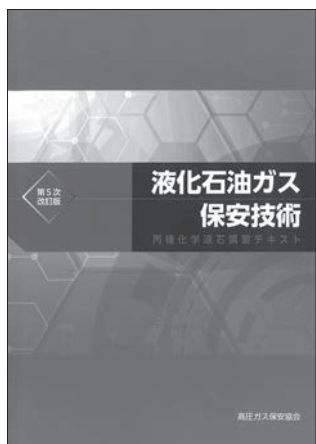 第5次
改訂版
液化石油ガス
保安技術
丙種化学液石講習テキスト
高圧ガス保安協会